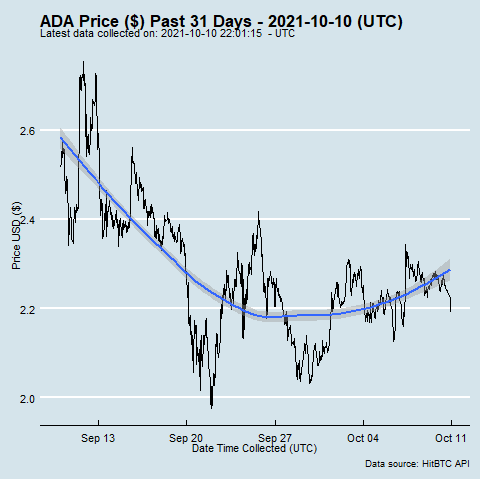 ADA Price ($) Past 31 Days - 2021-10-10 (UTC)
Latest data collected on: 2021-10-10 22:01:15 - UTC
Price USD ($)
2.6
2.4
2.2
2.0
Sep 13
Sep 20
Sep 27
Oct 04
Oct 11
Date Time Collected (UTC)
Data source: HitBTC API